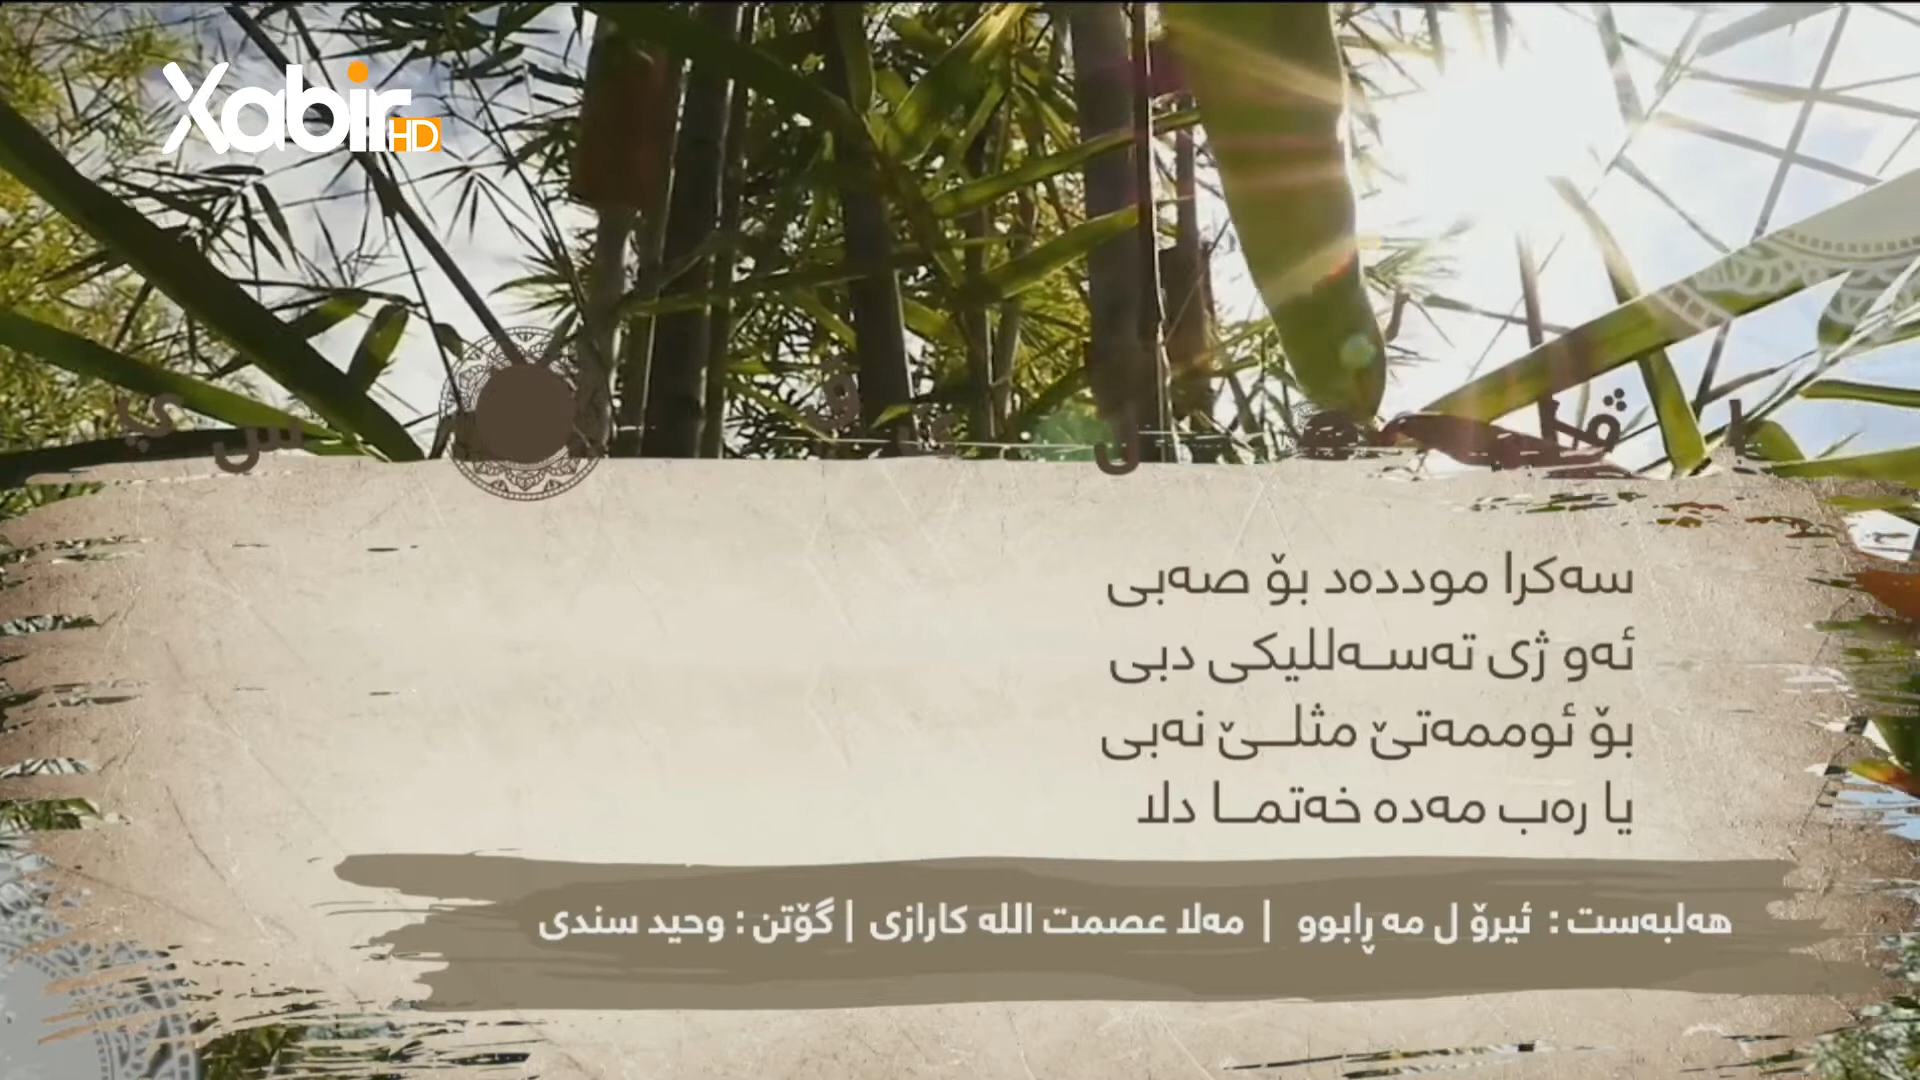 Xabir HD
سەکرا موددەد بۆ صەبی
ئەو ژی تەسەللیکی دبی
بۆ ئوممەتێ مثلێ نەبی
یا رەب مەدە خەتما دلا
هەلبەست : ئیرۆ ل مە ڕابوو | مەلا عصمت الله کارازی | گۆتن : وحید سندی